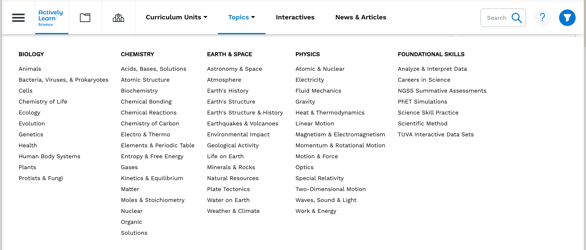 Actively
Learn
Science
Curriculum Units
Topics
Interactives
News & Articles
Search
?
BIOLOGY
Animals
Bacteria, Viruses, & Prokaryotes
Cells
Chemistry of Life
Ecology
Evolution
Genetics
Health
Human Body Systems
Plants
Protists & Fungi
CHEMISTRY
Acids, Bases, Solutions
Atomic Structure
Biochemistry
Chemical Bonding
Chemical Reactions
Chemistry of Carbon
Electro & Thermo
Elements & Periodic Table
Entropy & Free Energy
Gases
Kinetics & Equilibrium
Matter
Moles & Stoichiometry
Nuclear
Organic
Solutions
EARTH & SPACE
Astronomy & Space
Atmosphere
Earth's History
Earth's Structure
Earth's Structure & History
Earthquakes & Volcanoes
Environmental Impact
Geological Activity
Life on Earth
Minerals & Rocks
Natural Resources
Plate Tectonics
Water on Earth
Weather & Climate
PHYSICS
Atomic & Nuclear
Electricity
Fluid Mechanics
Gravity
Heat & Thermodynamics
Linear Motion
Magnetism & Electromagnetism
Momentum & Rotational Motion
Motion & Force
Optics
Special Relativity
Two-Dimensional Motion
Waves, Sound & Light
Work & Energy
FOUNDATIONAL SKILLS
Analyze & Interpret Data
Careers in Science
NGSS Summative Assessments
PhET Simulations
Science Skill Practice
Scientific Method
TUVA Interactive Data Sets